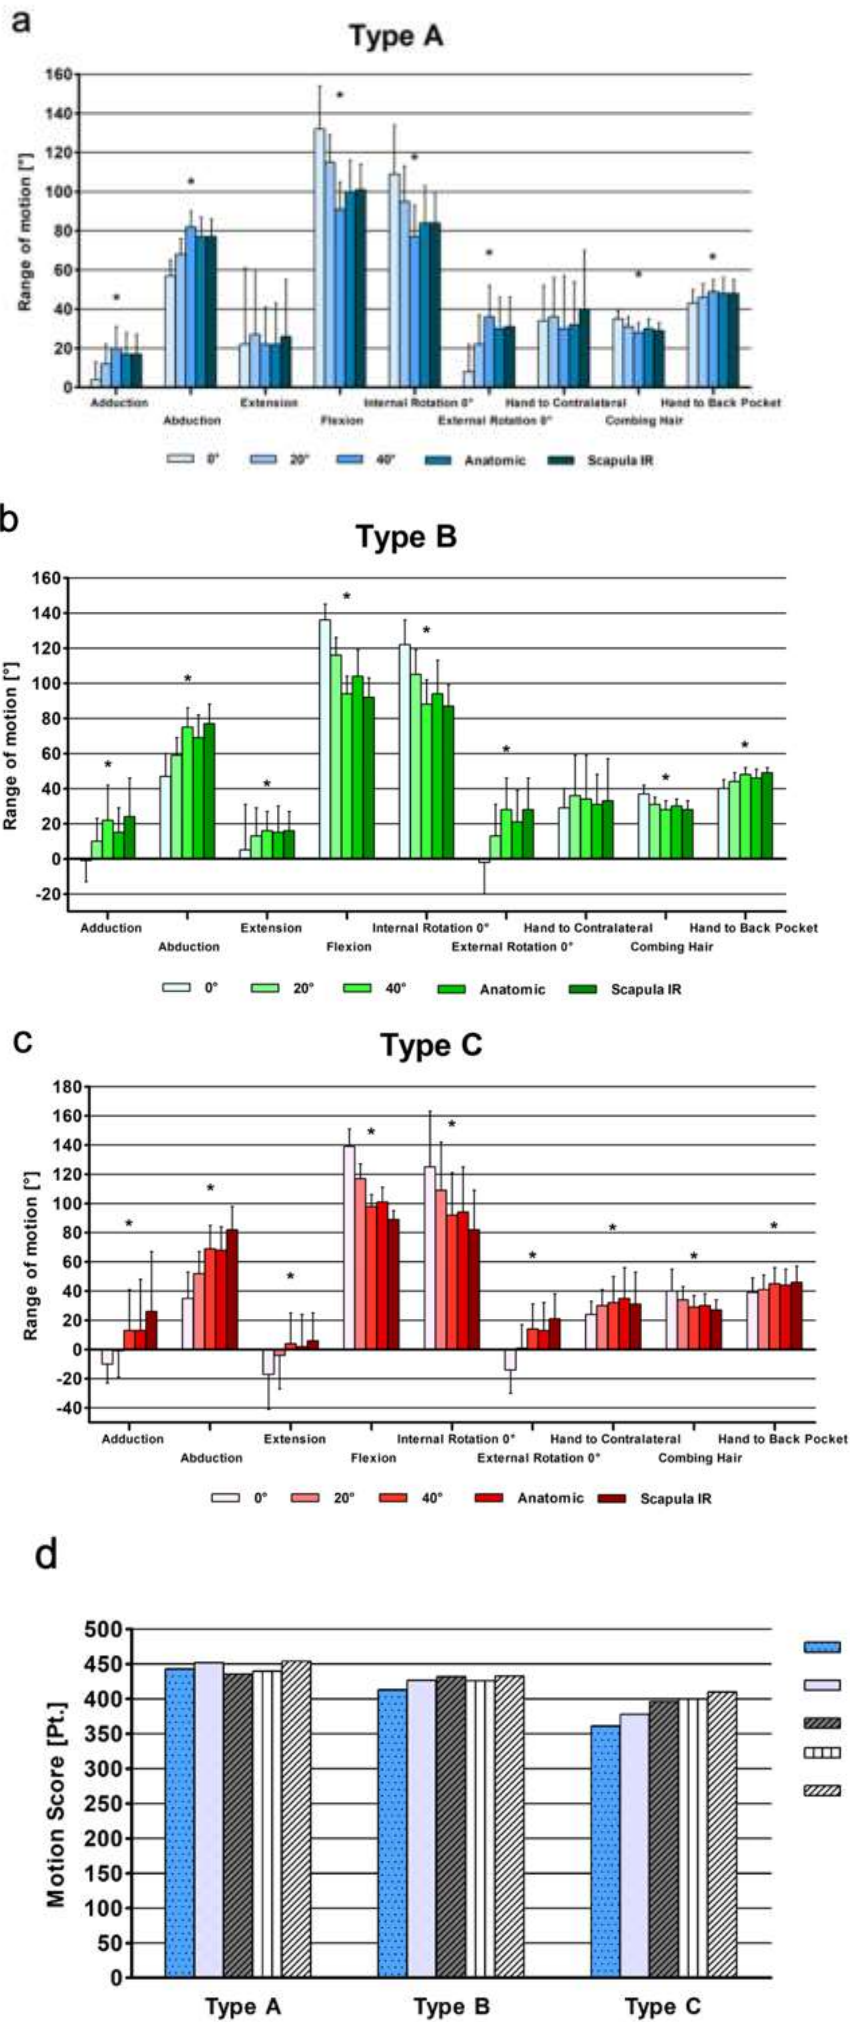 a
Type A
Range of motion [°]
160
140
120
100
80
60
40
20
0
*
*
*
*
*
*
*
Adduction
Extension
Internal Rotation 0°
Hand to Contralateral
Hand to Back Pocket
Abduction
Flexion
External Rotation 0°
Combing Hair
0° 20° 40° Anatomic Scapula IR
b
Type B
Range of motion [°]
160
140
120
100
80
60
40
20
0
-20
*
*
*
*
*
*
*
*
Adduction
Extension
Internal Rotation 0°
Hand to Contralateral
Hand to Back Pocket
Abduction
Flexion
External Rotation 0°
Combing Hair
0° 20° 40° Anatomic Scapula IR
c
Type C
Range of motion [°]
180
160
140
120
100
80
60
40
20
0
-20
-40
*
*
*
*
*
*
*
*
*
Adduction
Extension
Internal Rotation 0°
Hand to Contralateral
Hand to Back Pocket
Abduction
Flexion
External Rotation 0°
Combing Hair
0° 20° 40° Anatomic Scapula IR
d
Motion Score [Pt.]
500
450
400
350
300
250
200
150
100
50
0
Type A
Type B
Type C